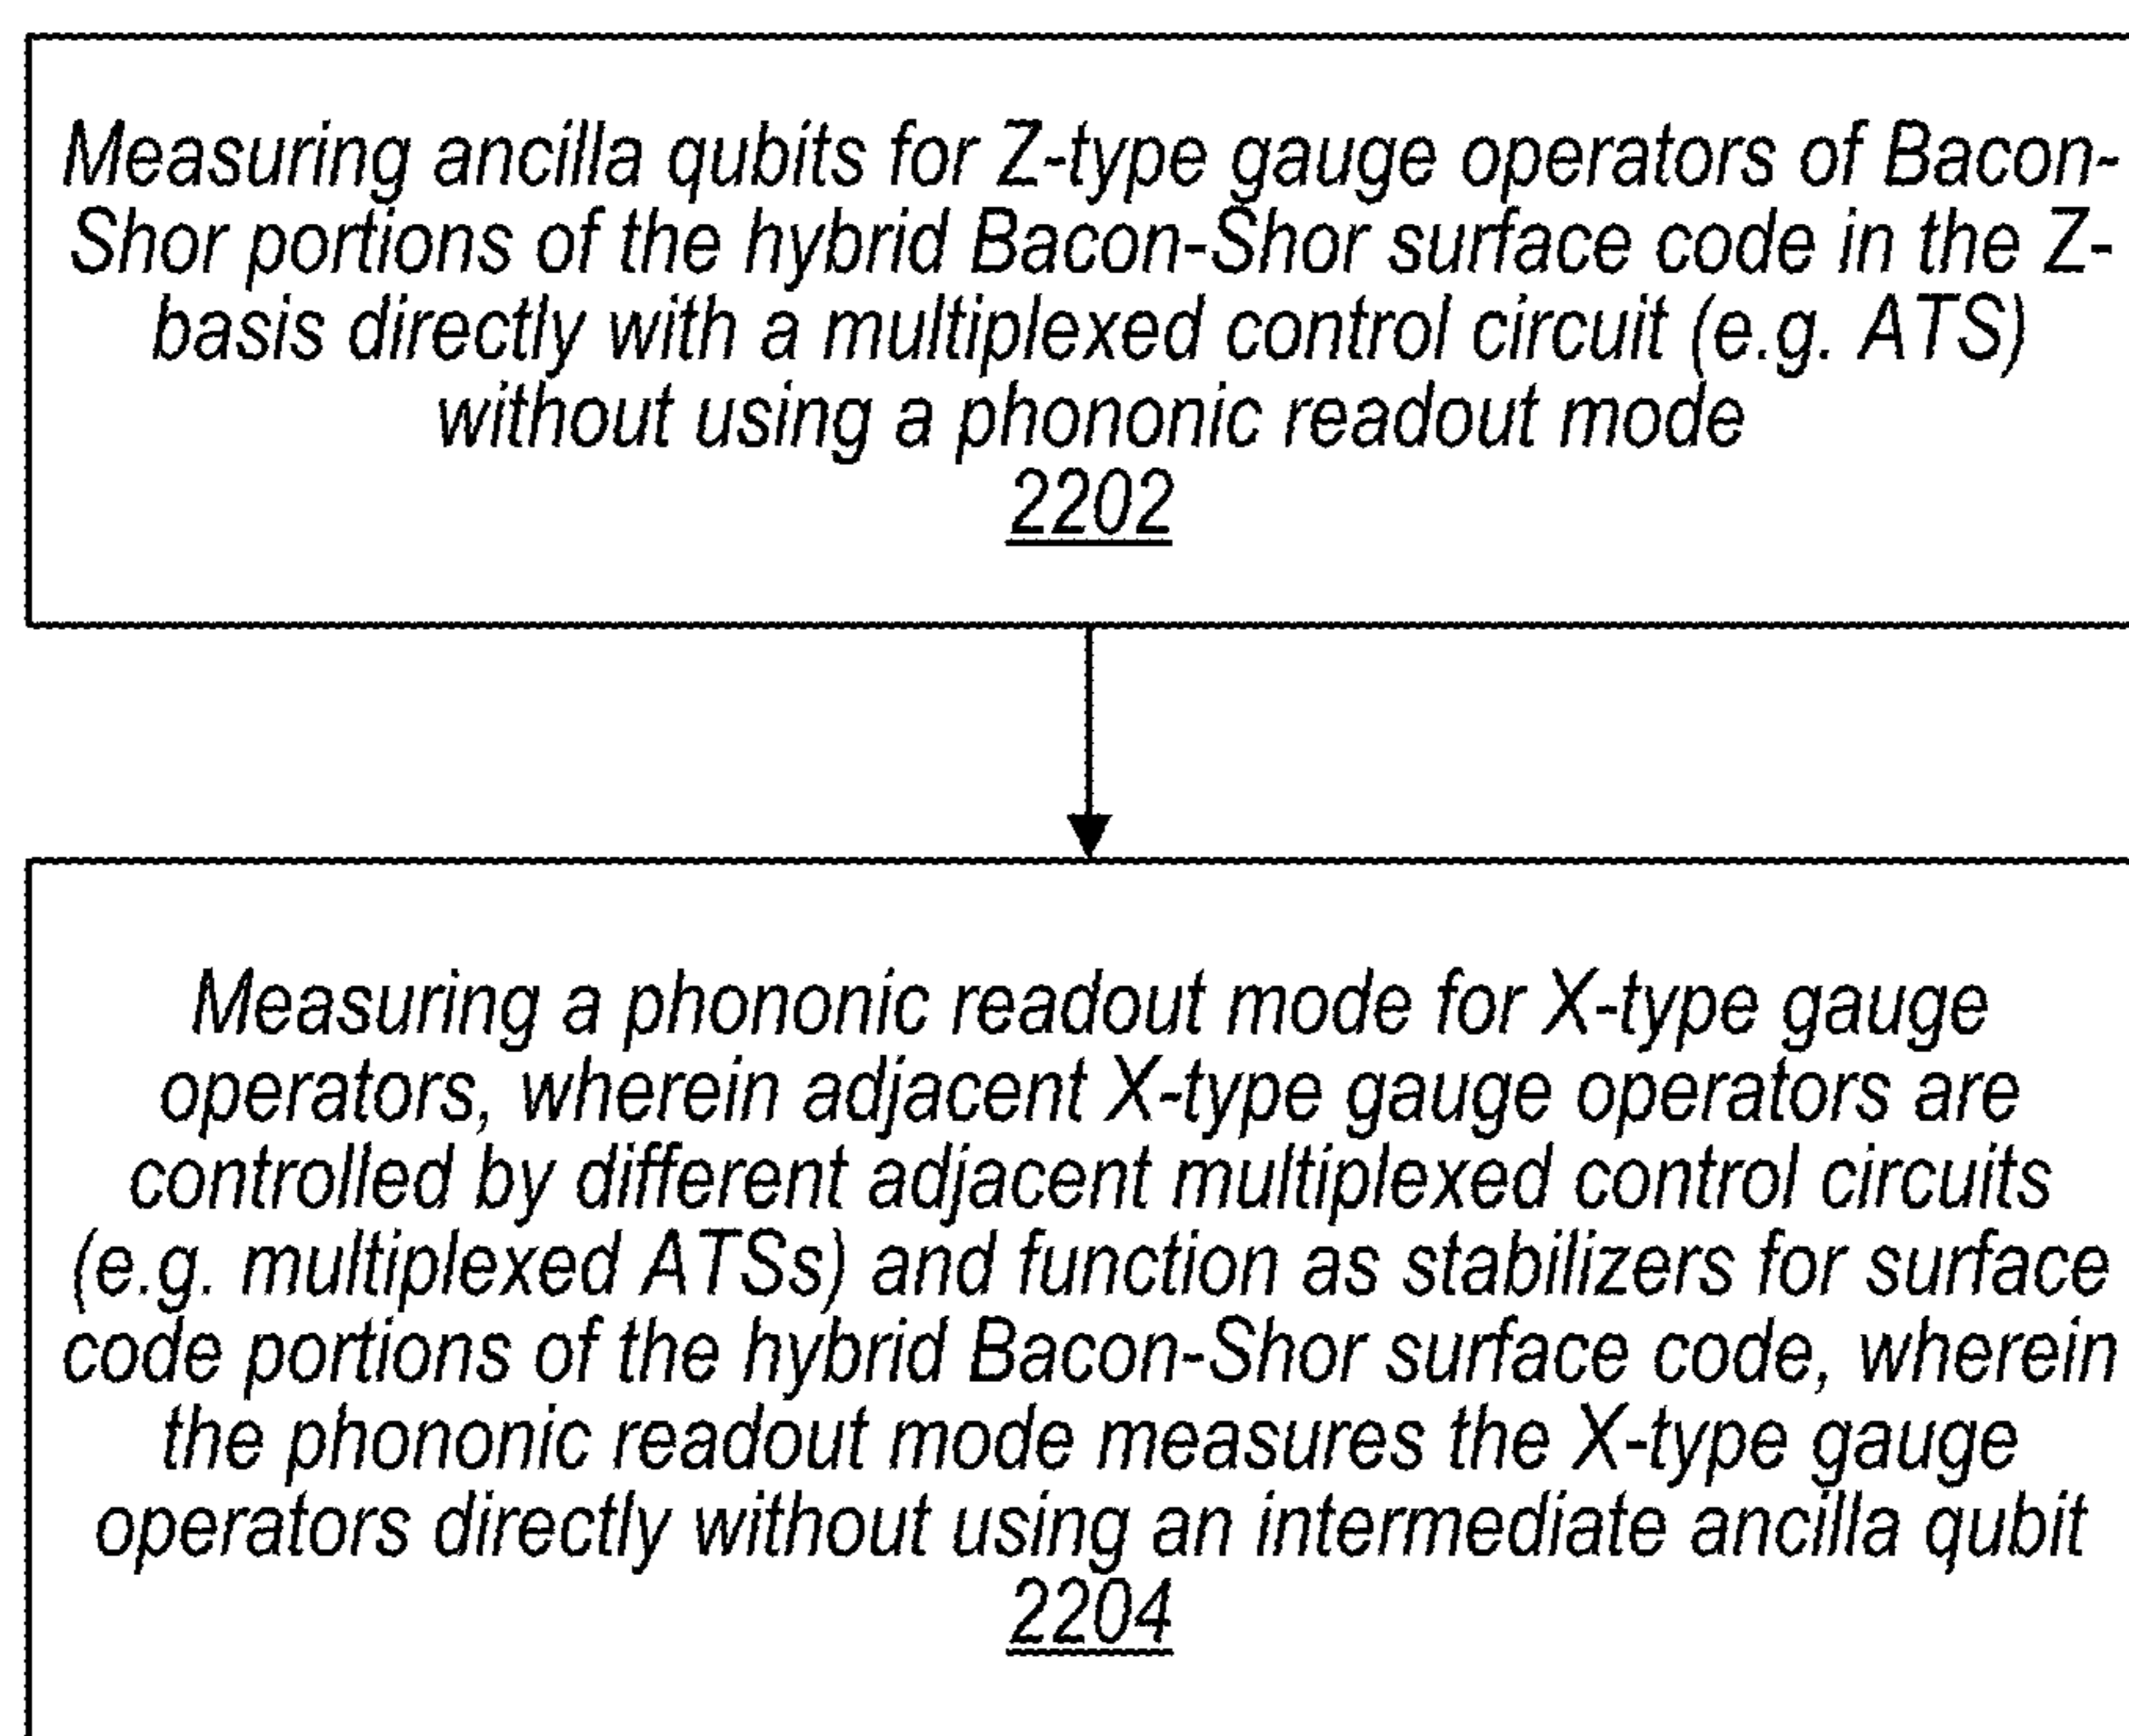 Measuring ancilla qubits for Z-type gauge operators of Bacon-
Shor portions of the hybrid Bacon-Shor surface code in the Z-
basis directly with a multiplexed control circuit (e.g. ATS)
without using a phononic readout mode
2202
Measuring a phononic readout mode for X-type gauge
operators, wherein adjacent X-type gauge operators are
controlled by different adjacent multiplexed control circuits
(e.g. multiplexed ATSs) and function as stabilizers for surface
code portions of the hybrid Bacon-Shor surface code, wherein
the phononic readout mode measures the X-type gauge
operators directly without using an intermediate ancilla qubit
2204